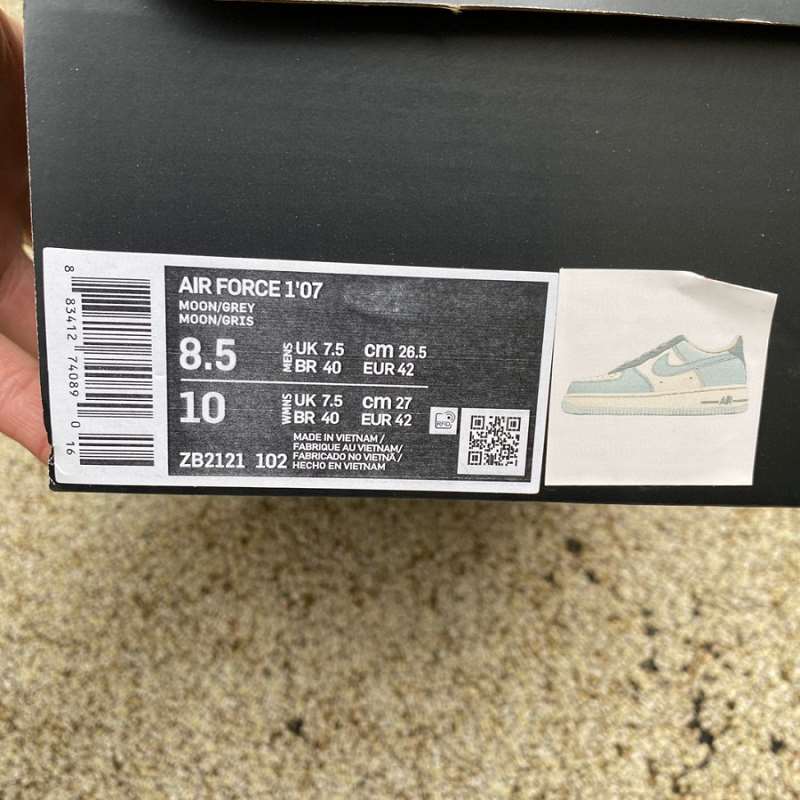 8 83412 74089 0 16
AIR FORCE 1'07
MOON/GREY
MOON/GRIS
8.5 MENS UK 7.5 cm 26.5
BR 40 EUR 42
10 WMNS UK 7.5 cm 27
BR 40 EUR 42
ZB2121 102
MADE IN VIETNAM/
FABRIQUE AU VIETNAM/
FABRICADO NO VIETNÃ/
HECHO EN VIETNAM
RFID
AIR